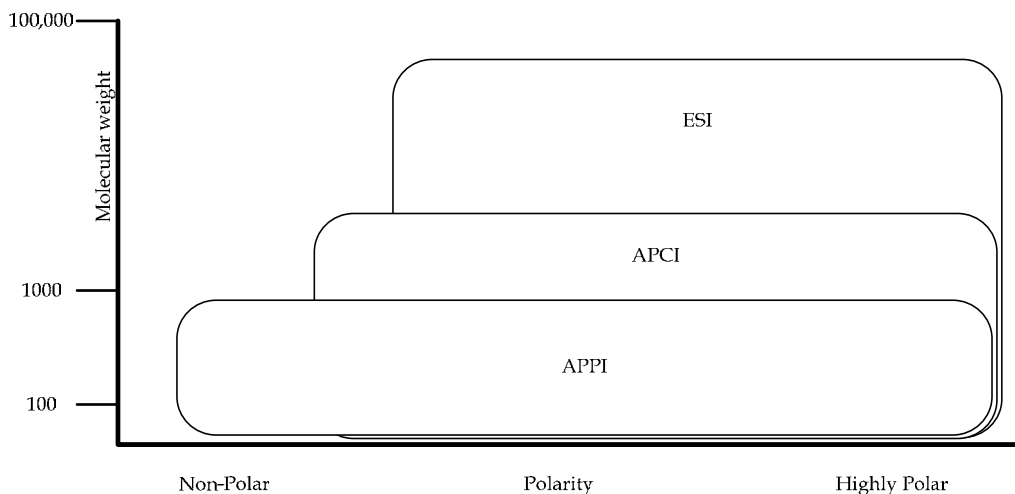 100,000
Molecular weight
ESI
APCI
1000
APPI
100
Non-Polar
Polarity
Highly Polar